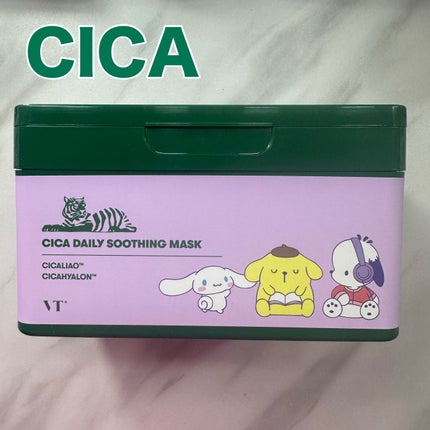 CICA
CICA DAILY SOOTHING MASK
CICALIAO™
CICAHYALON™
VT®